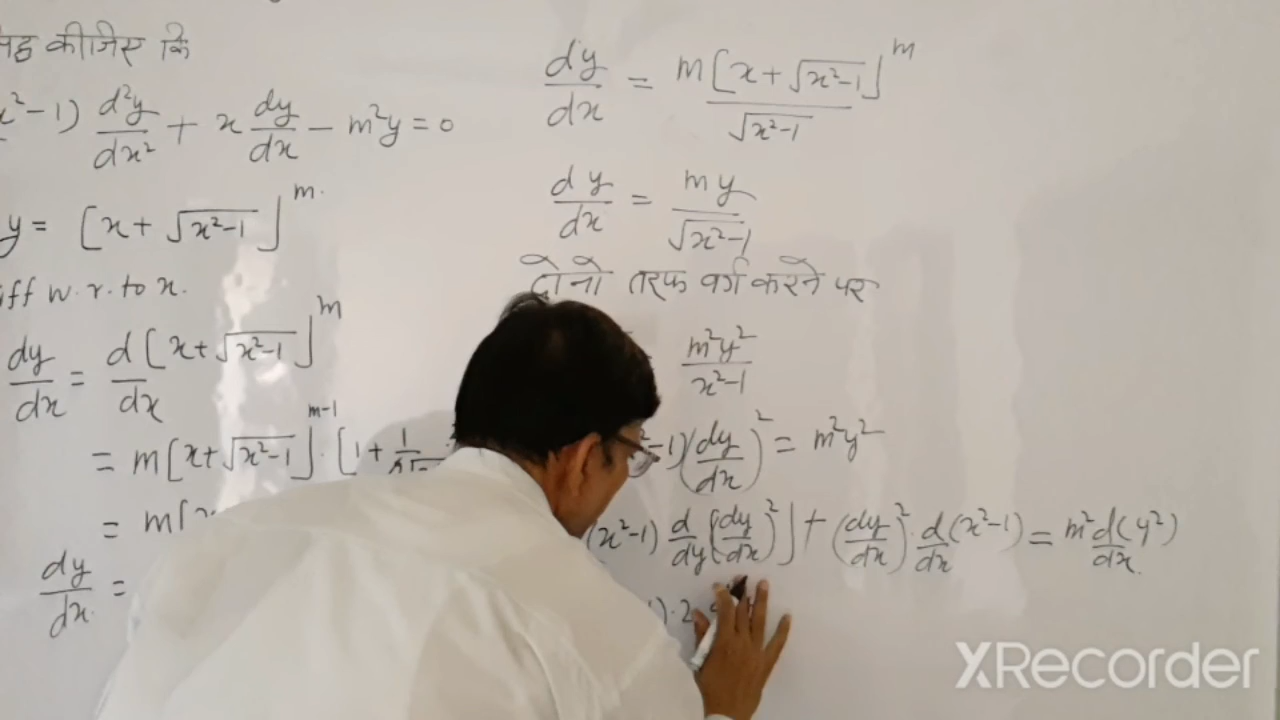 कीजिए कि
x²-1) d²y/dx² + x dy/dx - m²y = 0
y = [x + √x²-1]^m.
iff w.r.to x.
dy/dx = d/dx [x + √x²-1]^m
= m[x + √x²-1]^m-1 . [1 + 1/
= m[x
dy/dx =
dy/dx = m[x + √x²-1]^m / √x²-1
dy/dx = my / √x²-1
दोनो तरफ वर्ग करने पर
m²y² / x²-1
²-1)(dy/dx)² = m²y²
(x²-1) d/dy [(dy/dx)²] + (dy/dx)² . d/dx (x²-1) = m² d/dx (y²)
) . 2
XRecorder